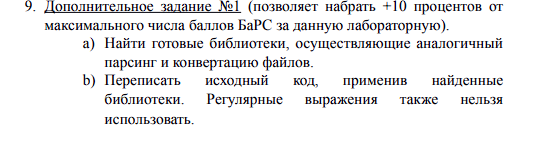 9. Дополнительное задание №1 (позволяет набрать +10 процентов от
максимального числа баллов БаРС за данную лабораторную).
a) Найти готовые библиотеки, осуществляющие аналогичный
парсинг и конвертацию файлов.
b) Переписать исходный код, применив найденные
библиотеки. Регулярные выражения также нельзя
использовать.